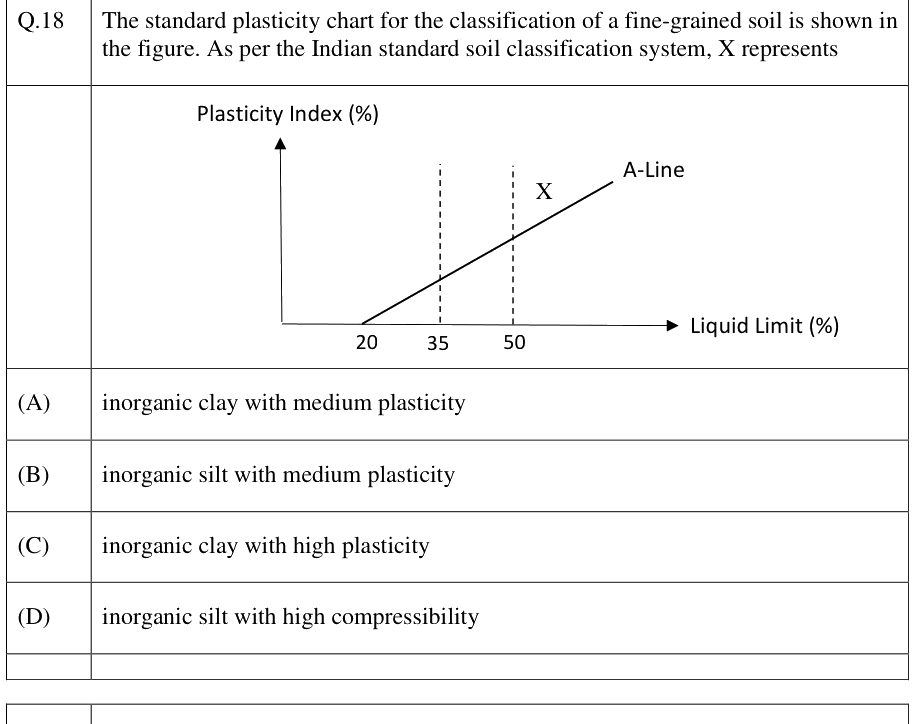 Q.18 The standard plasticity chart for the classification of a fine-grained soil is shown in
the figure. As per the Indian standard soil classification system, X represents
Plasticity Index (%)
A-Line
X
Liquid Limit (%)
20 35 50
(A) inorganic clay with medium plasticity
(B) inorganic silt with medium plasticity
(C) inorganic clay with high plasticity
(D) inorganic silt with high compressibility